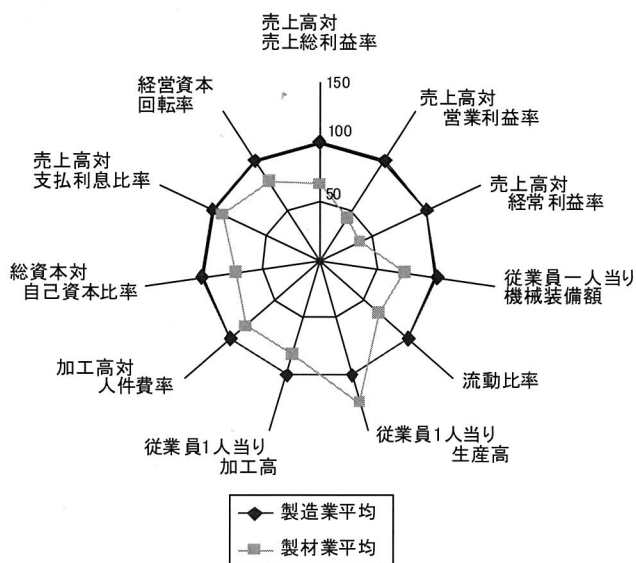 売上高対
売上総利益率
150
100
50
売上高対
営業利益率
売上高対
経常利益率
従業員一人当り
機械装備額
流動比率
従業員1人当り
生産高
従業員1人当り
加工高
加工高対
人件費率
総資本対
自己資本比率
売上高対
支払利息比率
経営資本
回転率
製造業平均
製材業平均